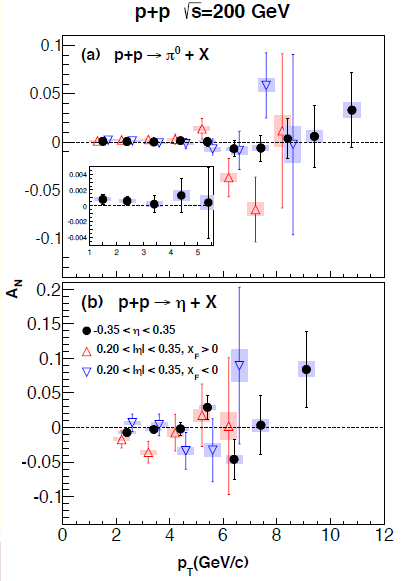 p+p √s=200 GeV
0.1
(a) p+p → π⁰ + X
0.05
0
0.004
0.002
0
-0.002
-0.004
1 2 3 4 5
-0.05
-0.1
A_N
0.2
(b) p+p → η + X
0.15
-0.35 < η < 0.35
0.1
0.20 < |η| < 0.35, x_F > 0
0.20 < |η| < 0.35, x_F < 0
0.05
0
-0.05
-0.1
0 2 4 6 8 10 12
p_T(GeV/c)